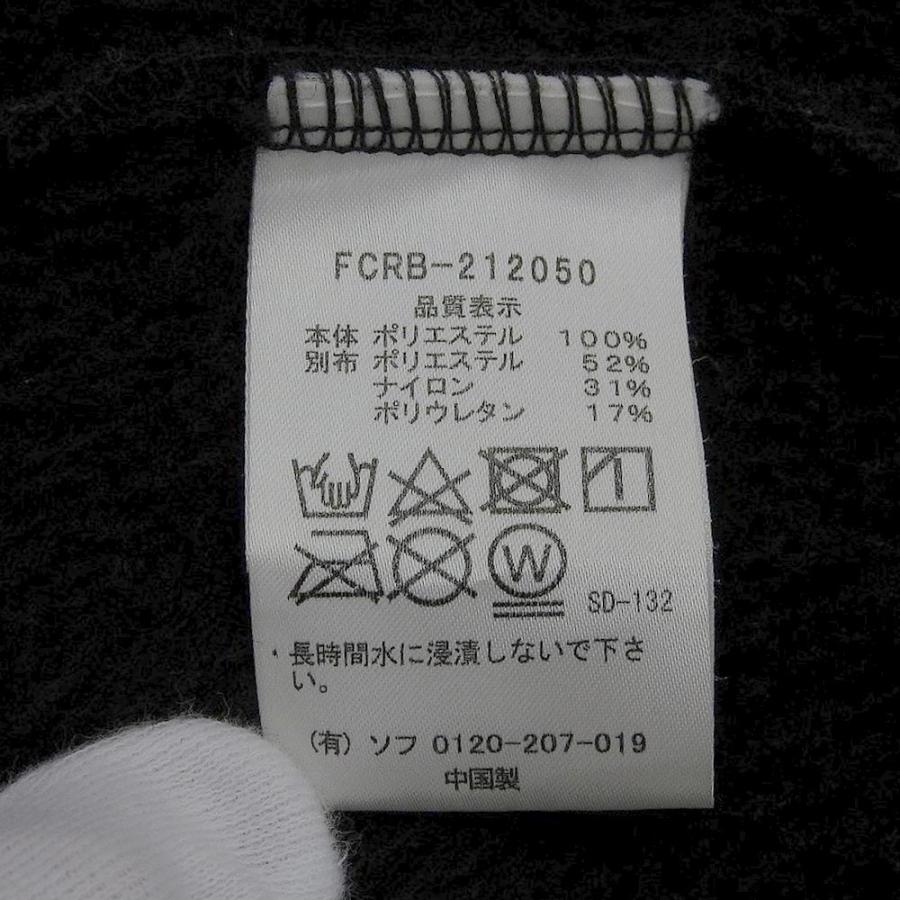 FCRB-212050
品質表示
本体 ポリエステル 100%
別布 ポリエステル 52%
ナイロン 31%
ポリウレタン 17%
W
SD-132
・長時間水に浸漬しないで下さ
い。
(有) ソフ 0120-207-019
中国製